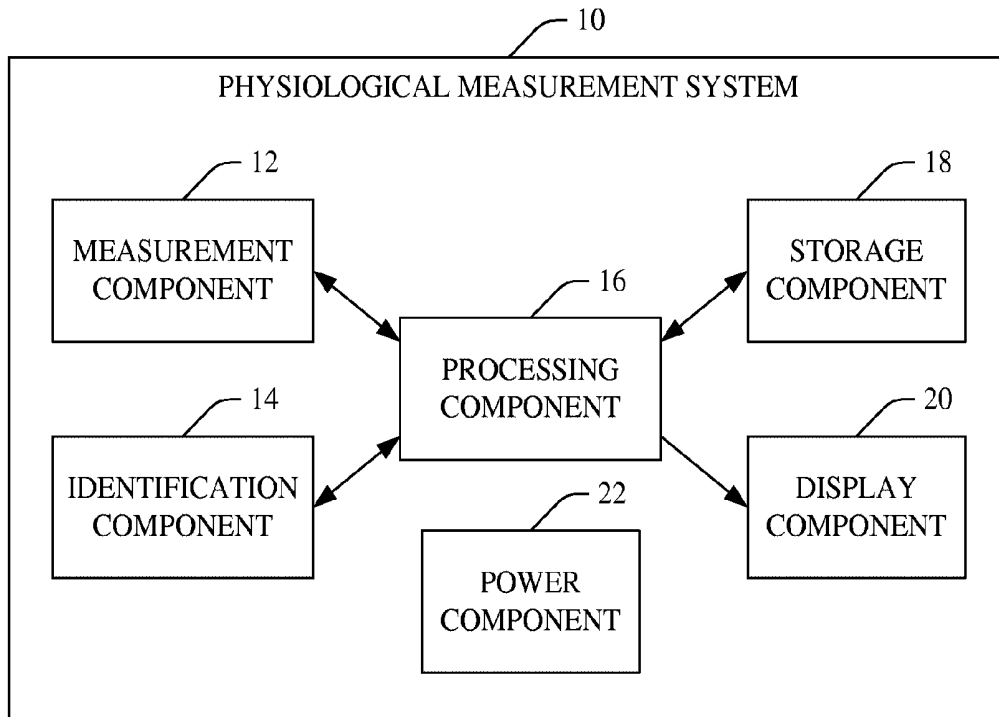 10
PHYSIOLOGICAL MEASUREMENT SYSTEM
12
MEASUREMENT
COMPONENT
18
STORAGE
COMPONENT
16
PROCESSING
COMPONENT
14
IDENTIFICATION
COMPONENT
20
DISPLAY
COMPONENT
22
POWER
COMPONENT